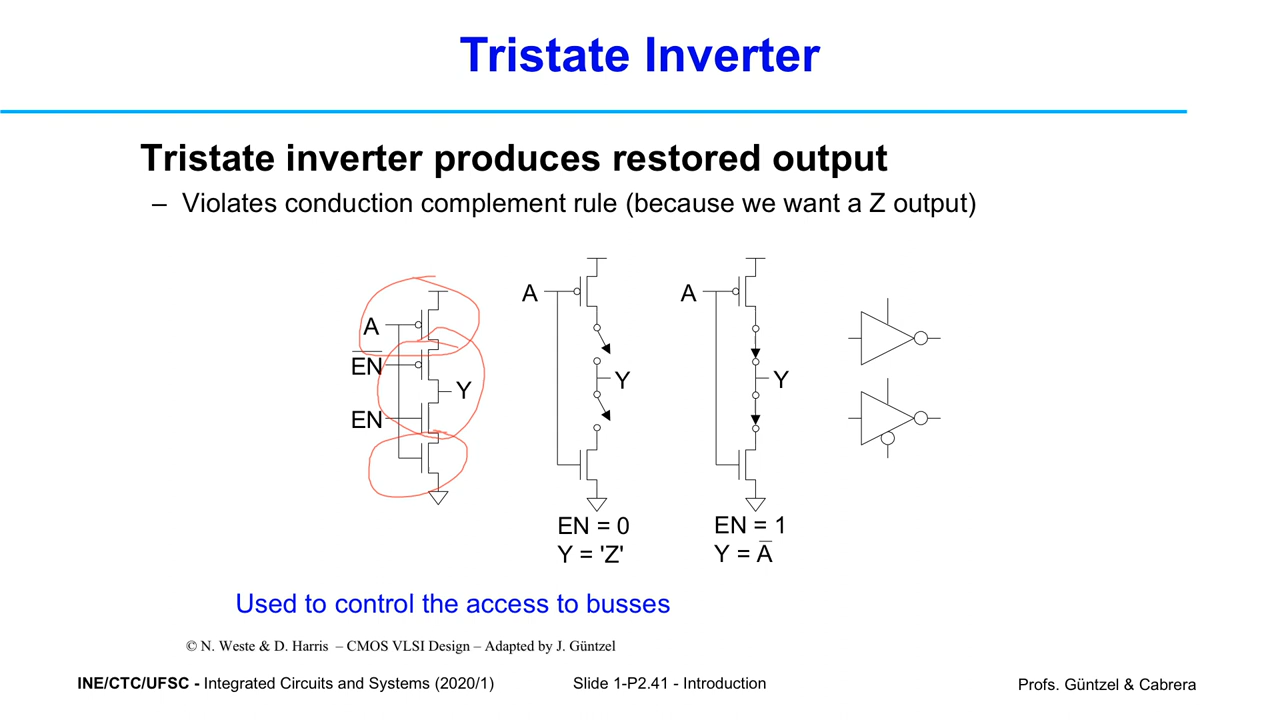 Tristate Inverter
Tristate inverter produces restored output
– Violates conduction complement rule (because we want a Z output)
A
E̅N̅
EN
Y
A
Y
EN = 0
Y = 'Z'
A
Y
EN = 1
Y = A̅
Used to control the access to busses
© N. Weste & D. Harris – CMOS VLSI Design – Adapted by J. Güntzel
INE/CTC/UFSC - Integrated Circuits and Systems (2020/1) Slide 1-P2.41 - Introduction Profs. Güntzel & Cabrera